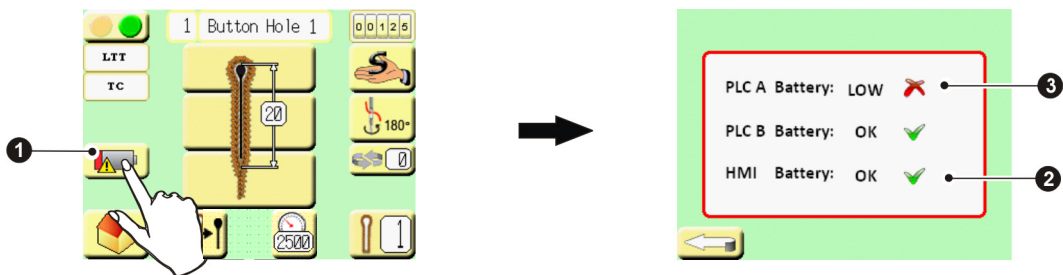 1 Button Hole 1 00125
LTT
TC
20
180°
1
0
2500
1
PLC A Battery: LOW
3
PLC B Battery: OK
HMI Battery: OK
2